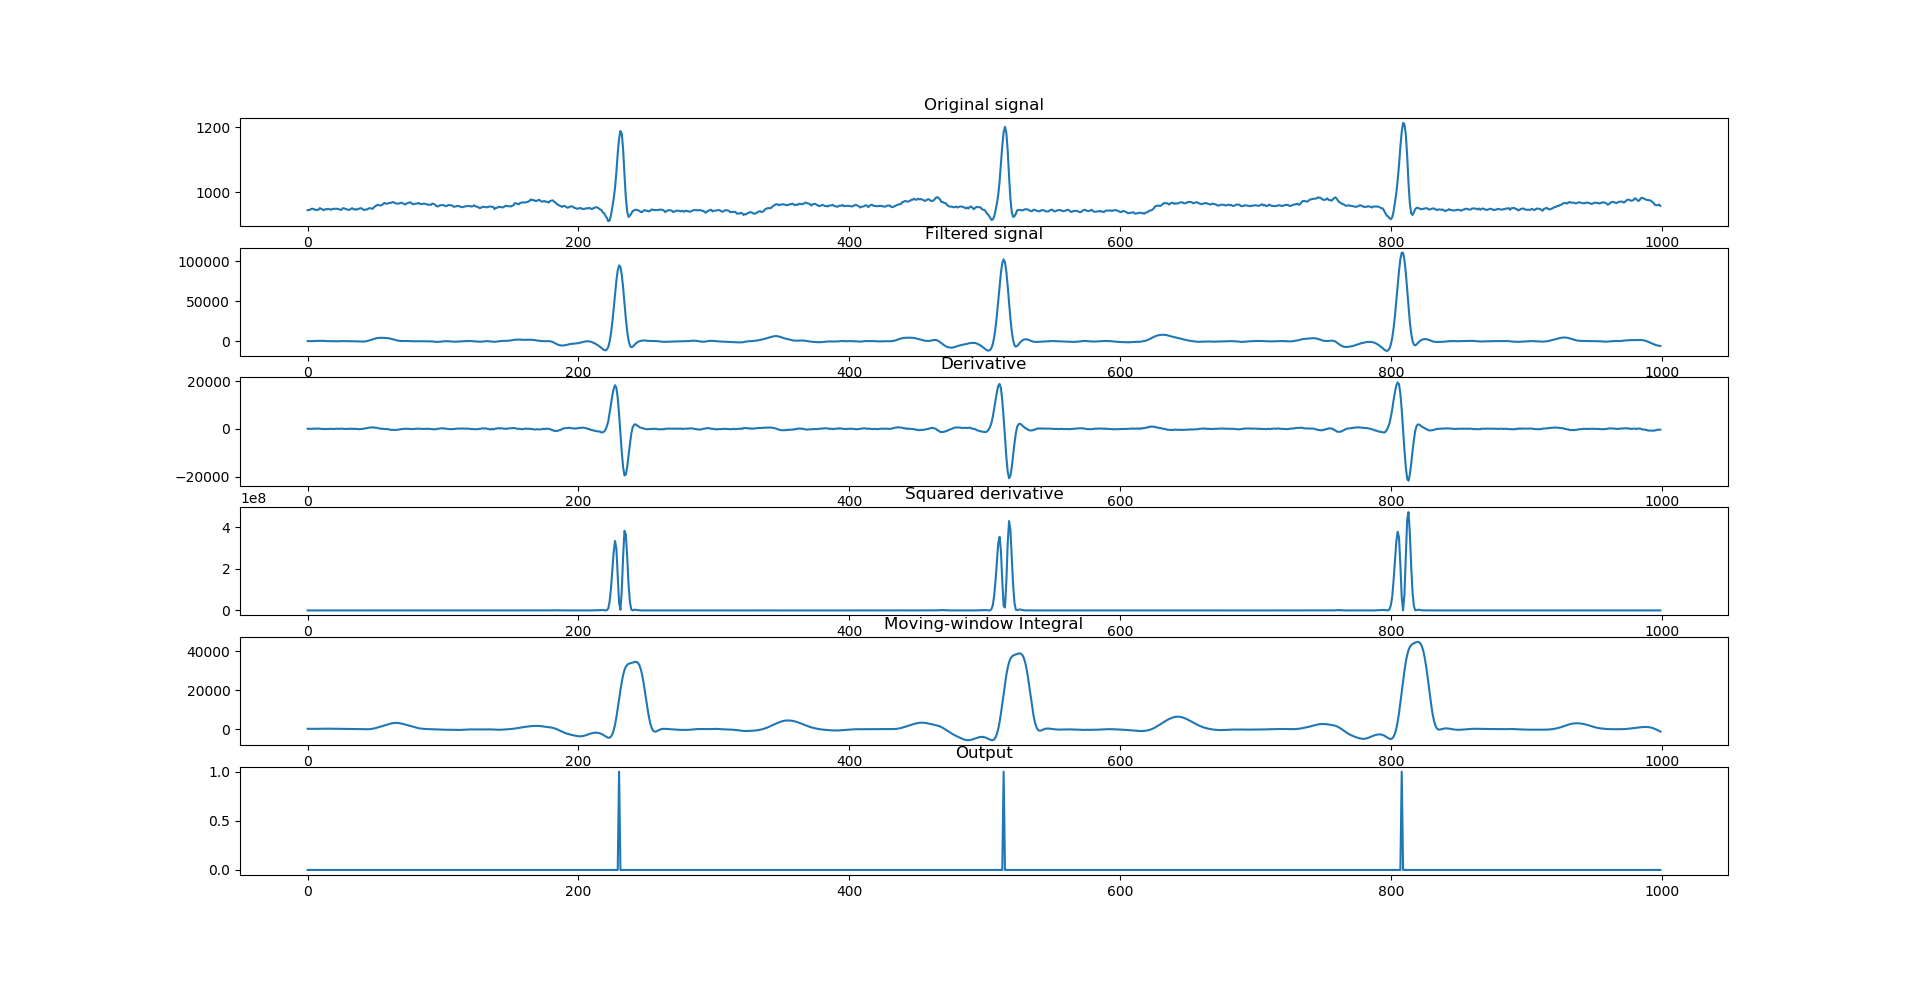 Original signal
1200
1000
0 200 400 600 800 1000
Filtered signal
100000
50000
0
0 200 400 600 800 1000
Derivative
20000
0
−20000
0 200 400 600 800 1000
1e8
Squared derivative
4
2
0
0 200 400 600 800 1000
Moving-window Integral
40000
20000
0
0 200 400 600 800 1000
Output
1.0
0.5
0.0
0 200 400 600 800 1000